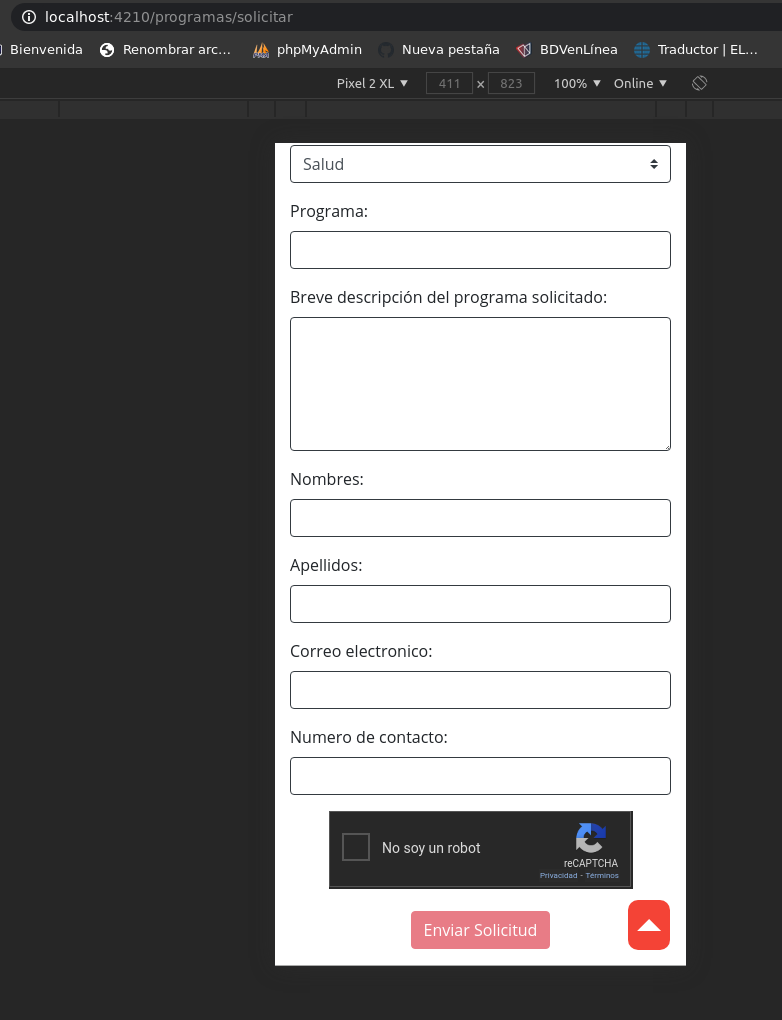 localhost:4210/programas/solicitar
Bienvenida Renombrar arc... phpMyAdmin Nueva pestaña BDVenLínea Traductor | EL...
Pixel 2 XL ▼ 411 × 823 100% ▼ Online ▼
Salud
Programa:
Breve descripción del programa solicitado:
Nombres:
Apellidos:
Correo electronico:
Numero de contacto:
No soy un robot
reCAPTCHA
Privacidad - Términos
Enviar Solicitud